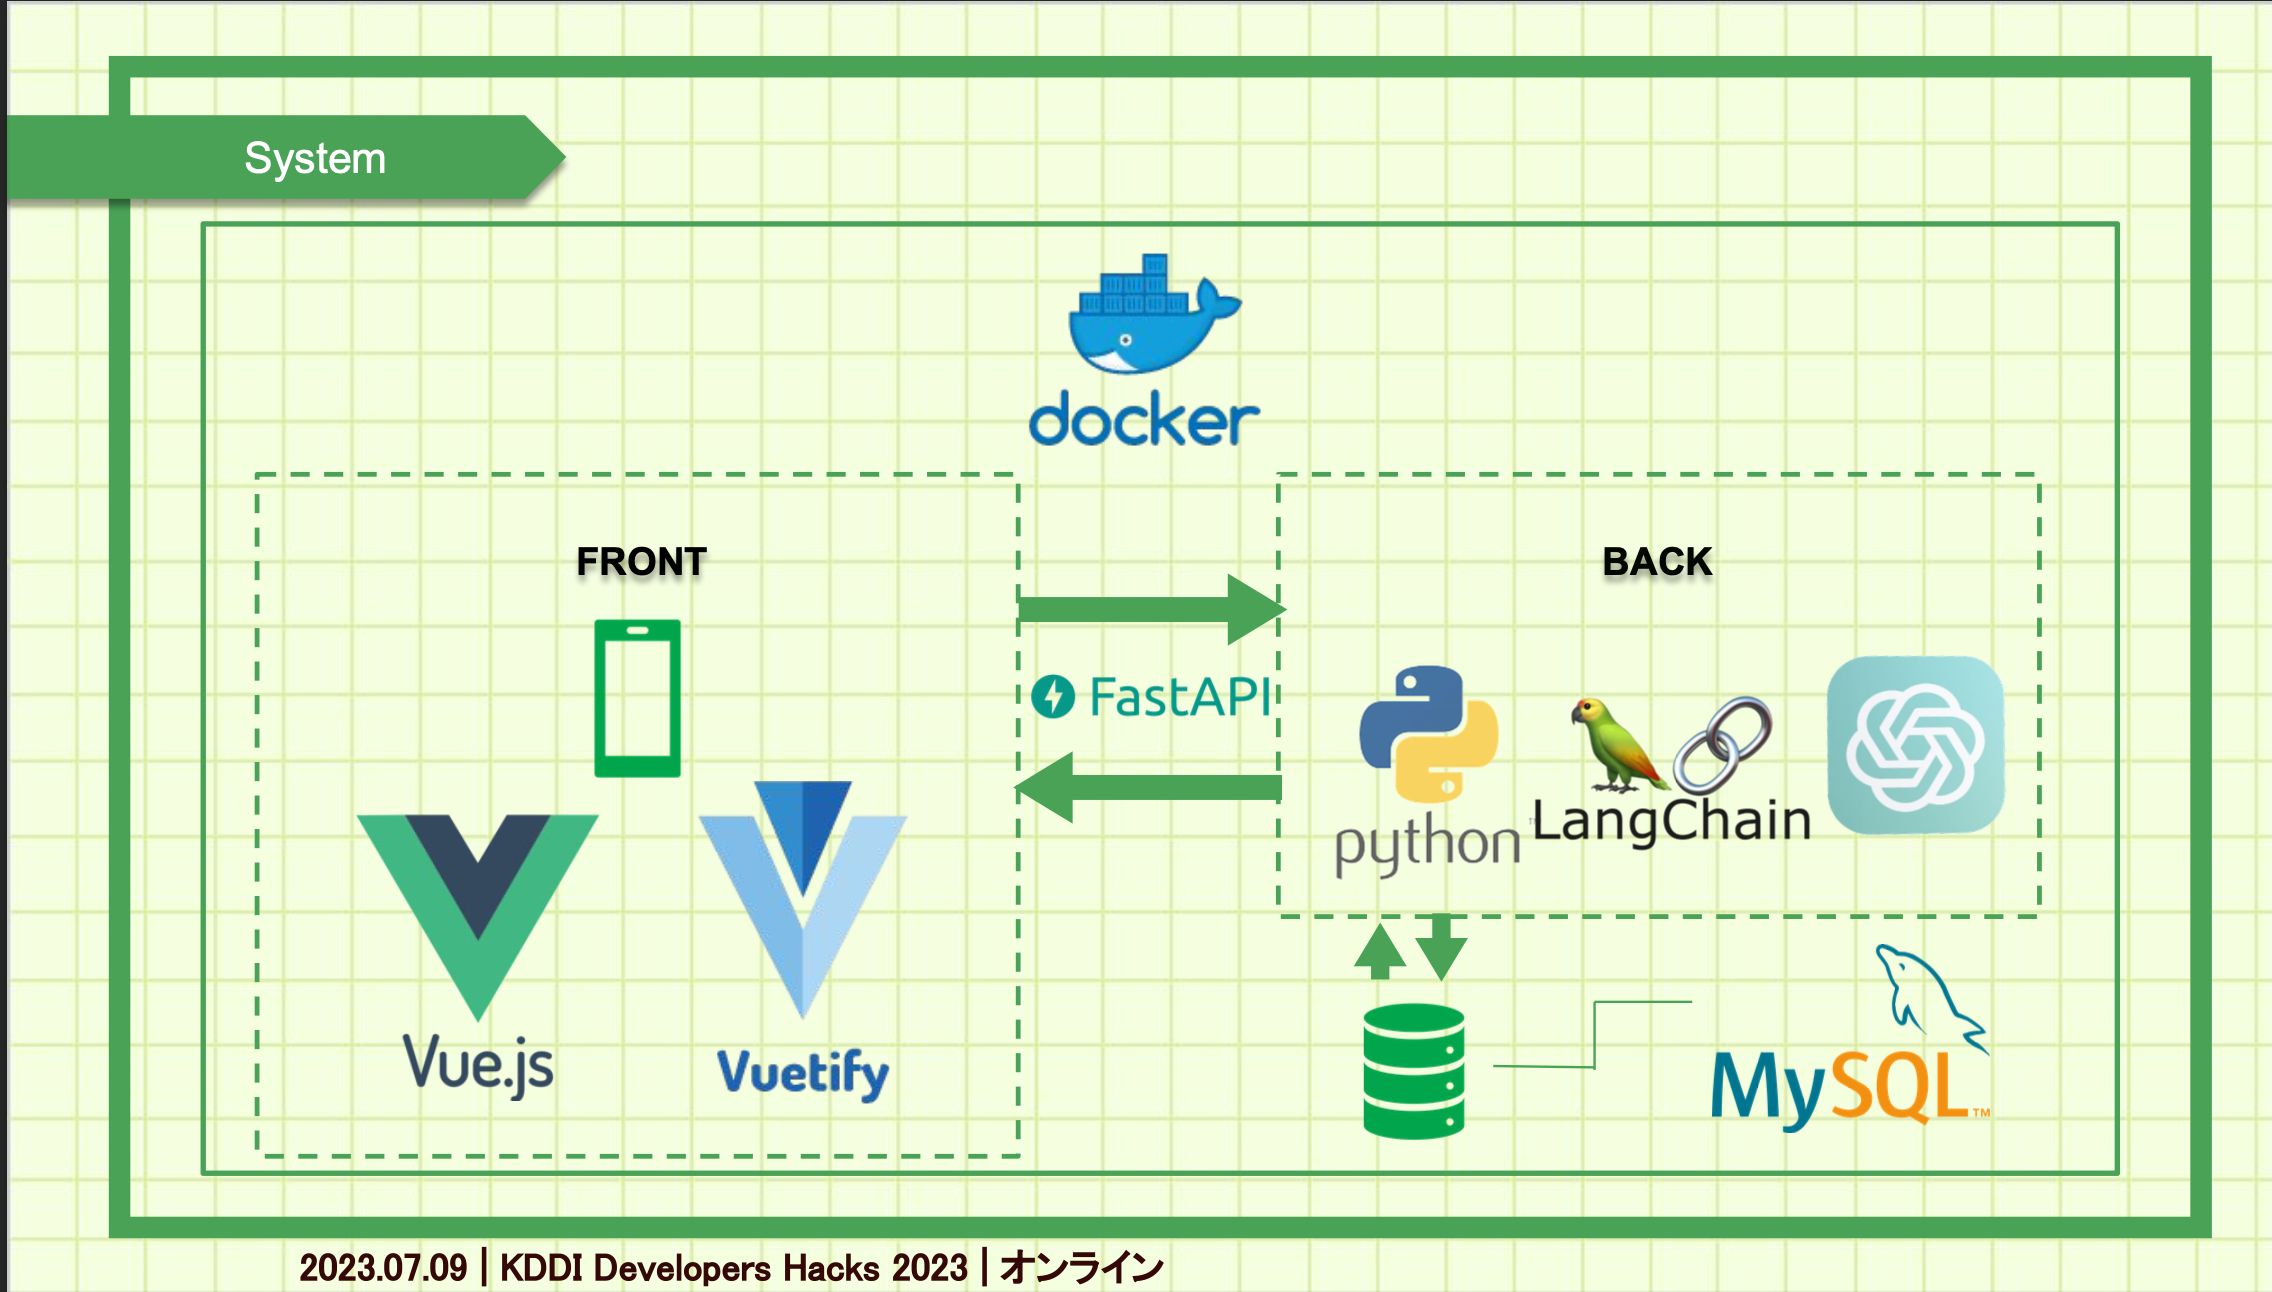 System
docker
FRONT
BACK
FastAPI
python
LangChain
Vue.js
Vuetify
MySQL™
2023.07.09 | KDDI Developers Hacks 2023 | オンライン